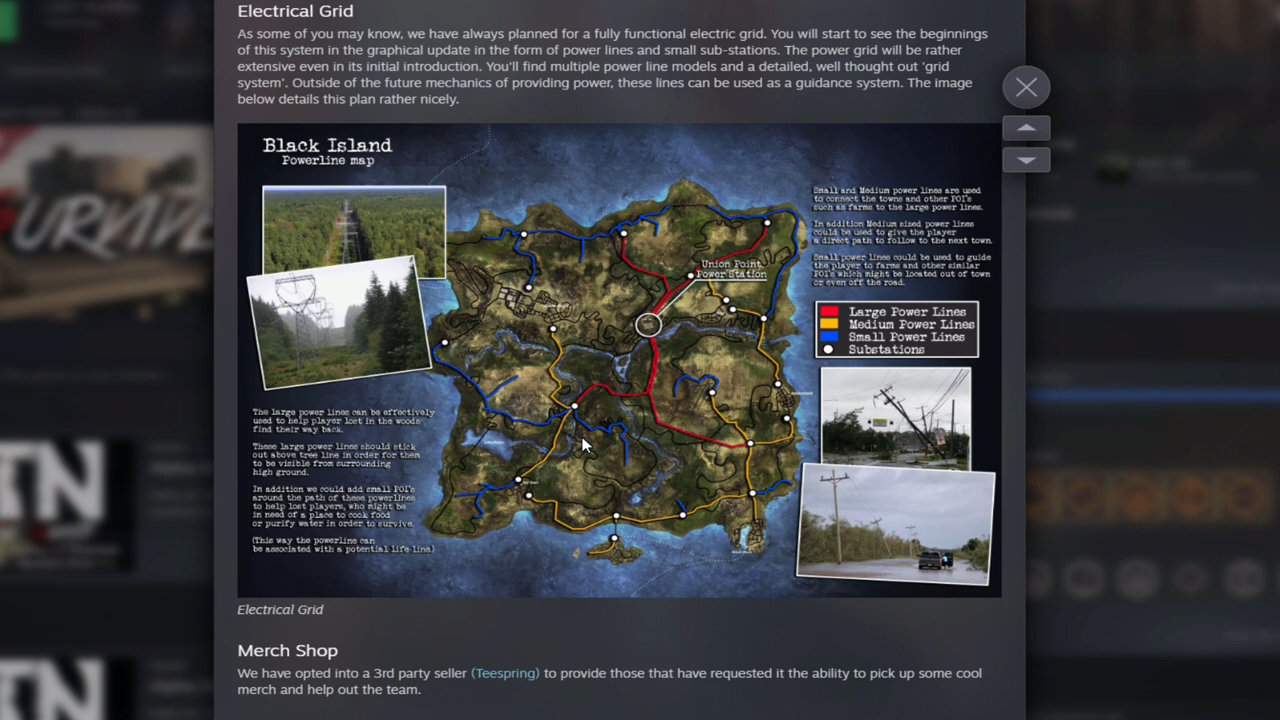 Electrical Grid
As some of you may know, we have always planned for a fully functional electric grid. You will start to see the beginnings
of this system in the graphical update in the form of power lines and small sub-stations. The power grid will be rather
extensive even in its initial introduction. You'll find multiple power line models and a detailed, well thought out 'grid
system'. Outside of the future mechanics of providing power, these lines can be used as a guidance system. The image
below details this plan rather nicely.
Black Island
Powerline map
Small and Medium power lines are used
to connect the towns and other POI's
such as farms to the large power lines.
In addition Medium sized power lines
could be used to give the player
a direct path to follow to the next town.
Small power lines could be used to guide
the player to farms and other similar
POI's which might be located out of town
or even off the road.
Union Point
Power Station
Large Power Lines
Medium Power Lines
Small Power Lines
Substations
The large power lines can be effectively
used to help player lost in the woods
find their way back.
These large power lines should stick
out above tree line in order for them
to be visible from surrounding
high ground.
In addition we could add small POI's
around the path of these powerlines
to help lost players, who might be
in need of a place to cook food
or purify water in order to survive.
(This way the powerline can
be associated with a potential life line)
Electrical Grid
Merch Shop
We have opted into a 3rd party seller (Teespring) to provide those that have requested it the ability to pick up some cool
merch and help out the team.